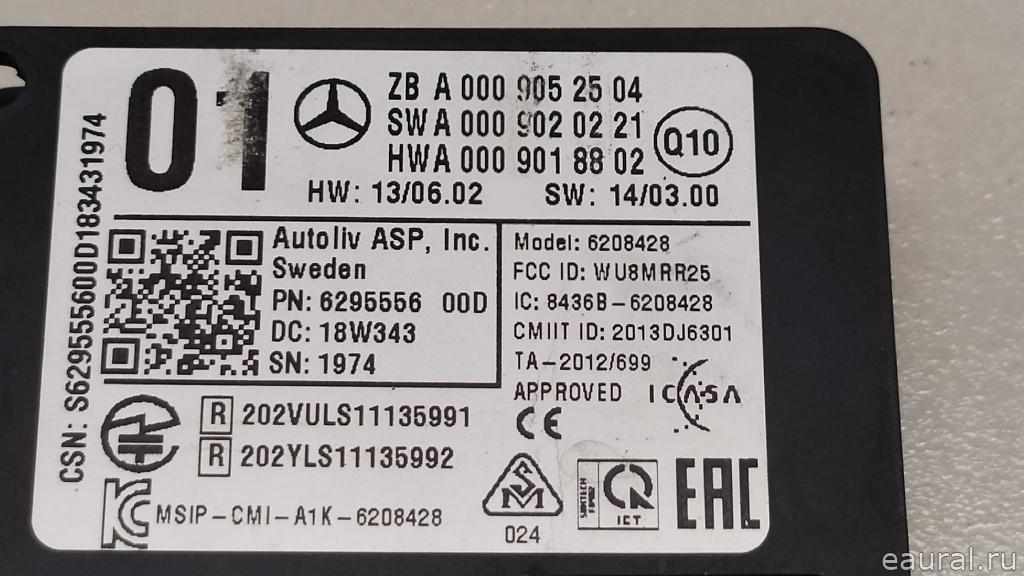 01
ZB A 000 905 25 04
SW A 000 902 02 21
HW A 000 901 88 02
Q10
HW: 13/06.02 SW: 14/03.00
CSN: S629555600D183431974
Autoliv ASP, Inc.
Sweden
PN: 6295556 00D
DC: 18W343
SN: 1974
Model: 6208428
FCC ID: WU8MRR25
IC: 8436B-6208428
CMIIT ID: 2013DJ6301
TA-2012/699
APPROVED ICASA
CE
R 202VULS11135991
R 202YLS11135992
MSIP-CMI-A1K-6208428
024
ICT
EAC
eaural.ru